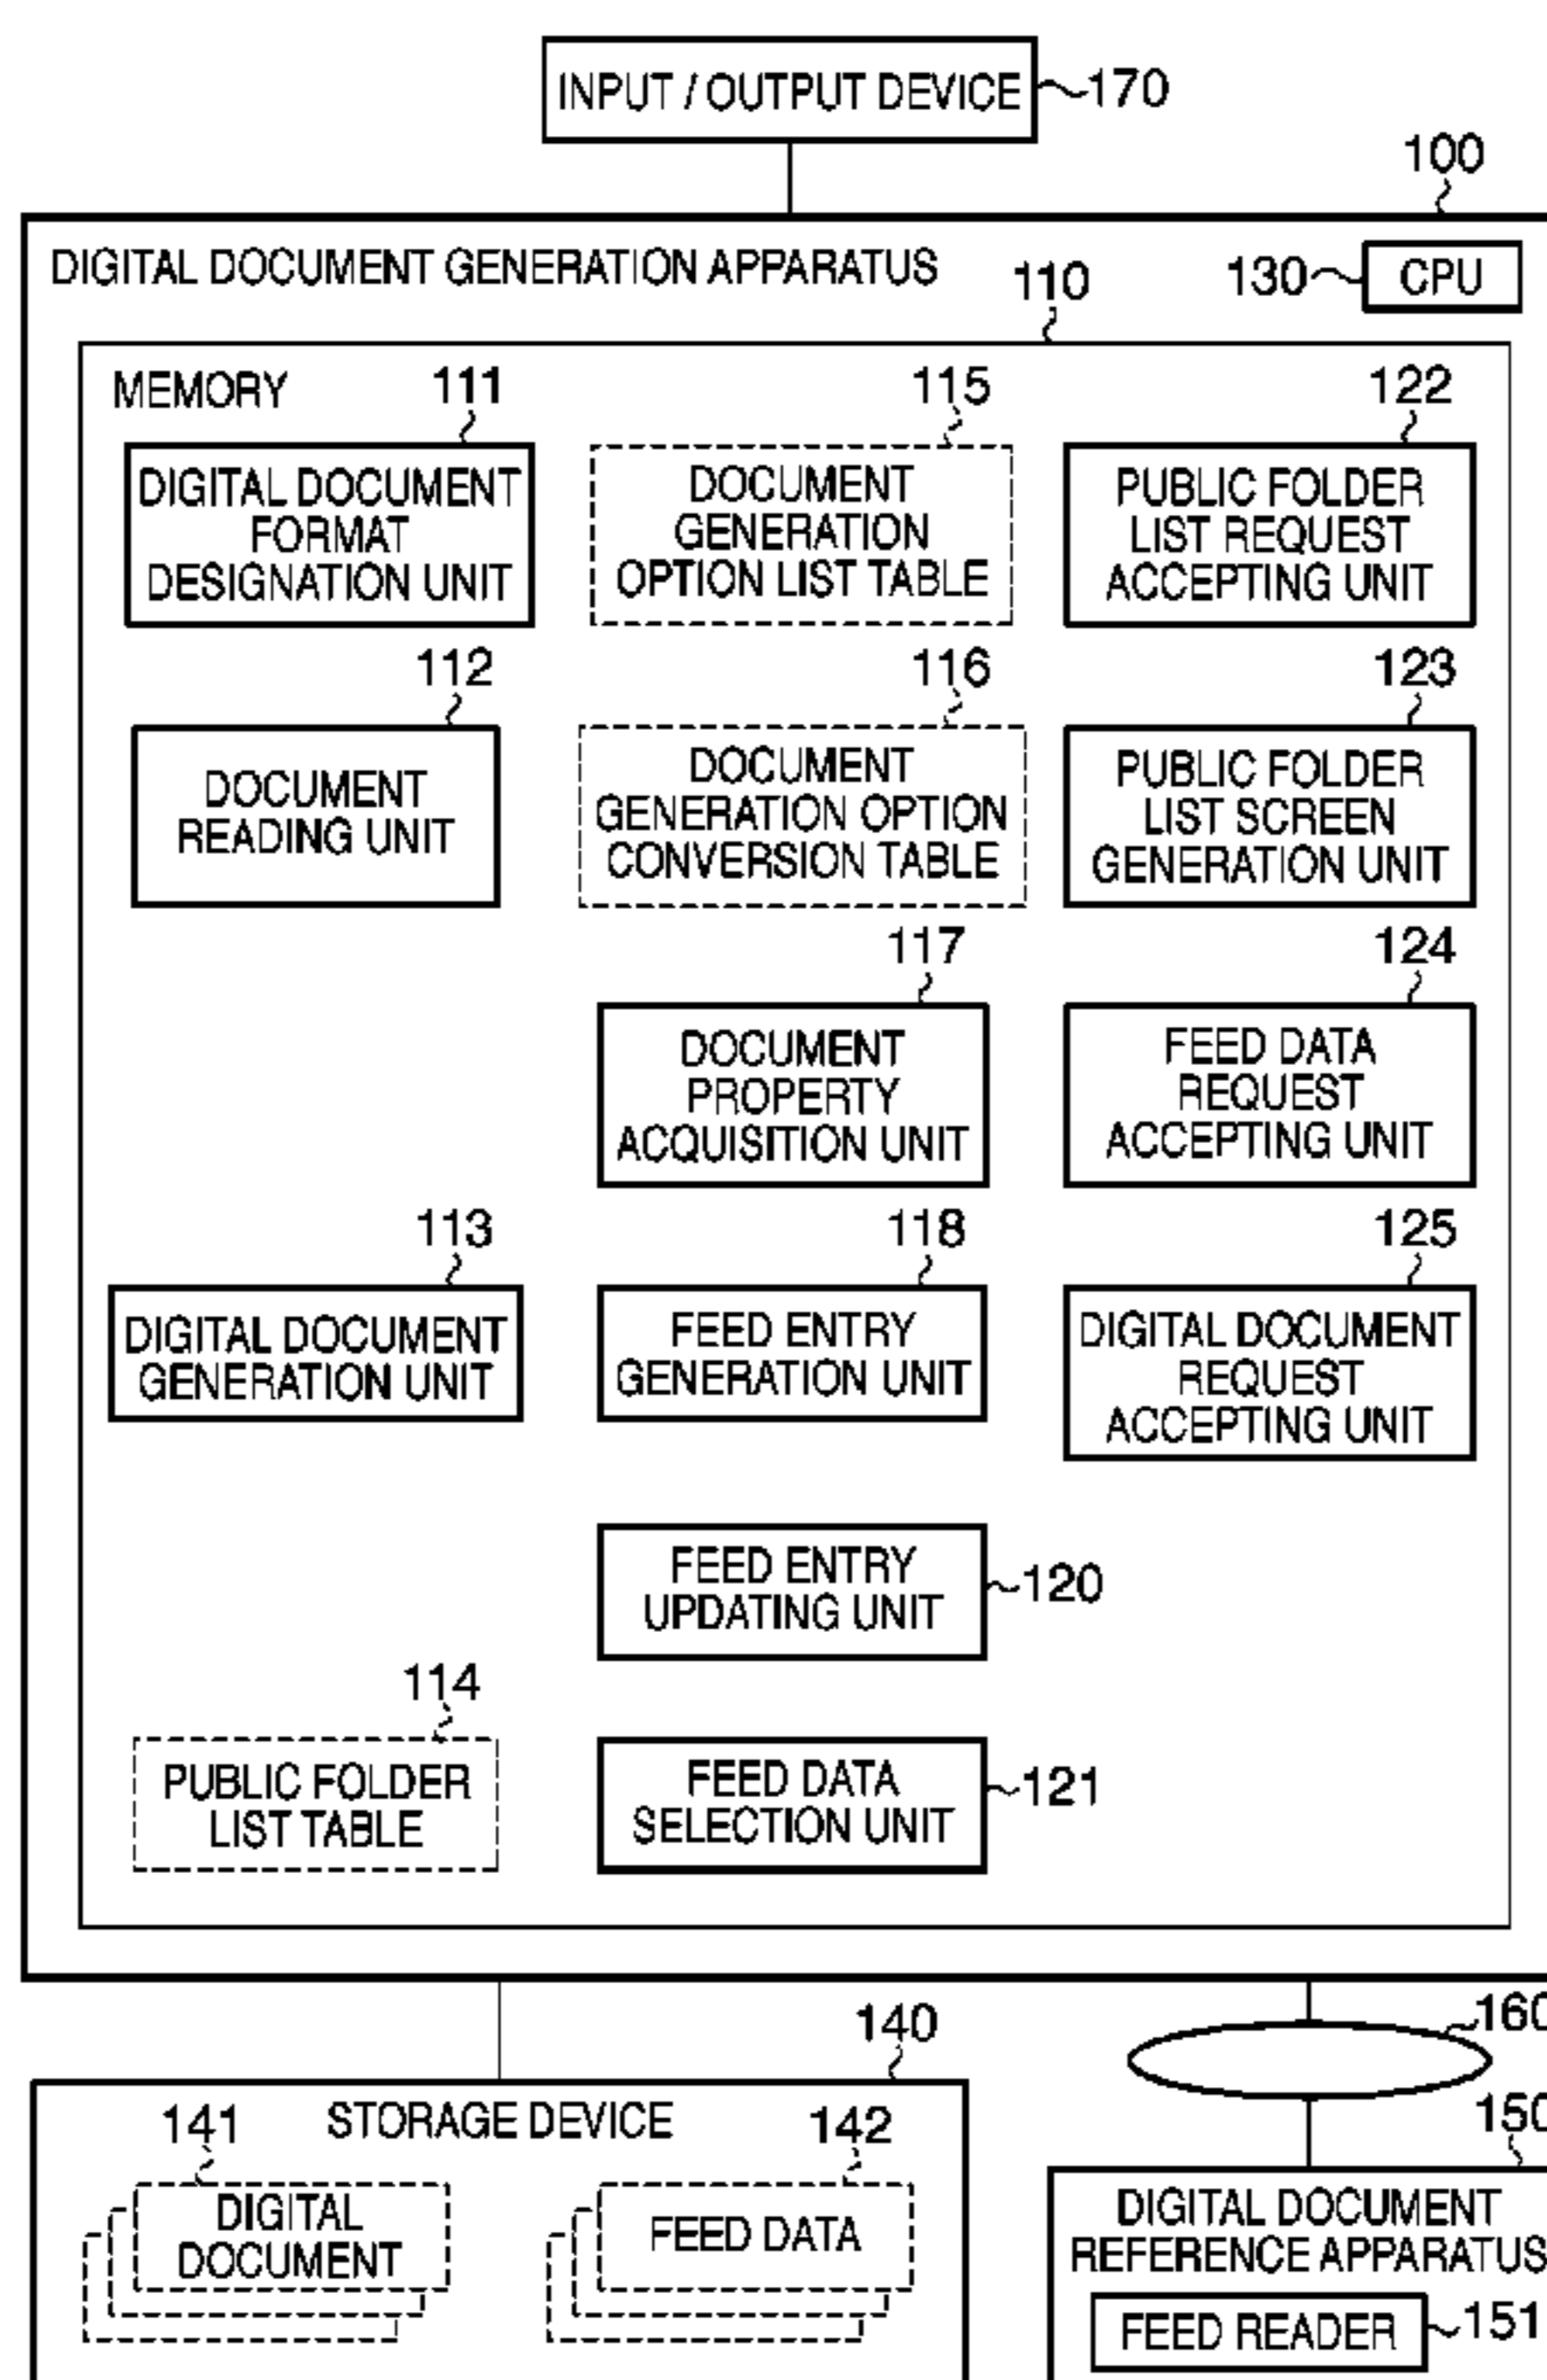 INPUT / OUTPUT DEVICE
170
100
DIGITAL DOCUMENT GENERATION APPARATUS
110
130
CPU
MEMORY
111
115
122
DIGITAL DOCUMENT
FORMAT
DESIGNATION UNIT
DOCUMENT
GENERATION
OPTION LIST TABLE
PUBLIC FOLDER
LIST REQUEST
ACCEPTING UNIT
112
116
123
DOCUMENT
READING UNIT
DOCUMENT
GENERATION OPTION
CONVERSION TABLE
PUBLIC FOLDER
LIST SCREEN
GENERATION UNIT
117
124
DOCUMENT
PROPERTY
ACQUISITION UNIT
FEED DATA
REQUEST
ACCEPTING UNIT
113
118
125
DIGITAL DOCUMENT
GENERATION UNIT
FEED ENTRY
GENERATION UNIT
DIGITAL DOCUMENT
REQUEST
ACCEPTING UNIT
FEED ENTRY
UPDATING UNIT
120
114
PUBLIC FOLDER
LIST TABLE
FEED DATA
SELECTION UNIT
121
140
160
STORAGE DEVICE
141
142
150
DIGITAL
DOCUMENT
FEED DATA
DIGITAL DOCUMENT
REFERENCE APPARATUS
FEED READER
151